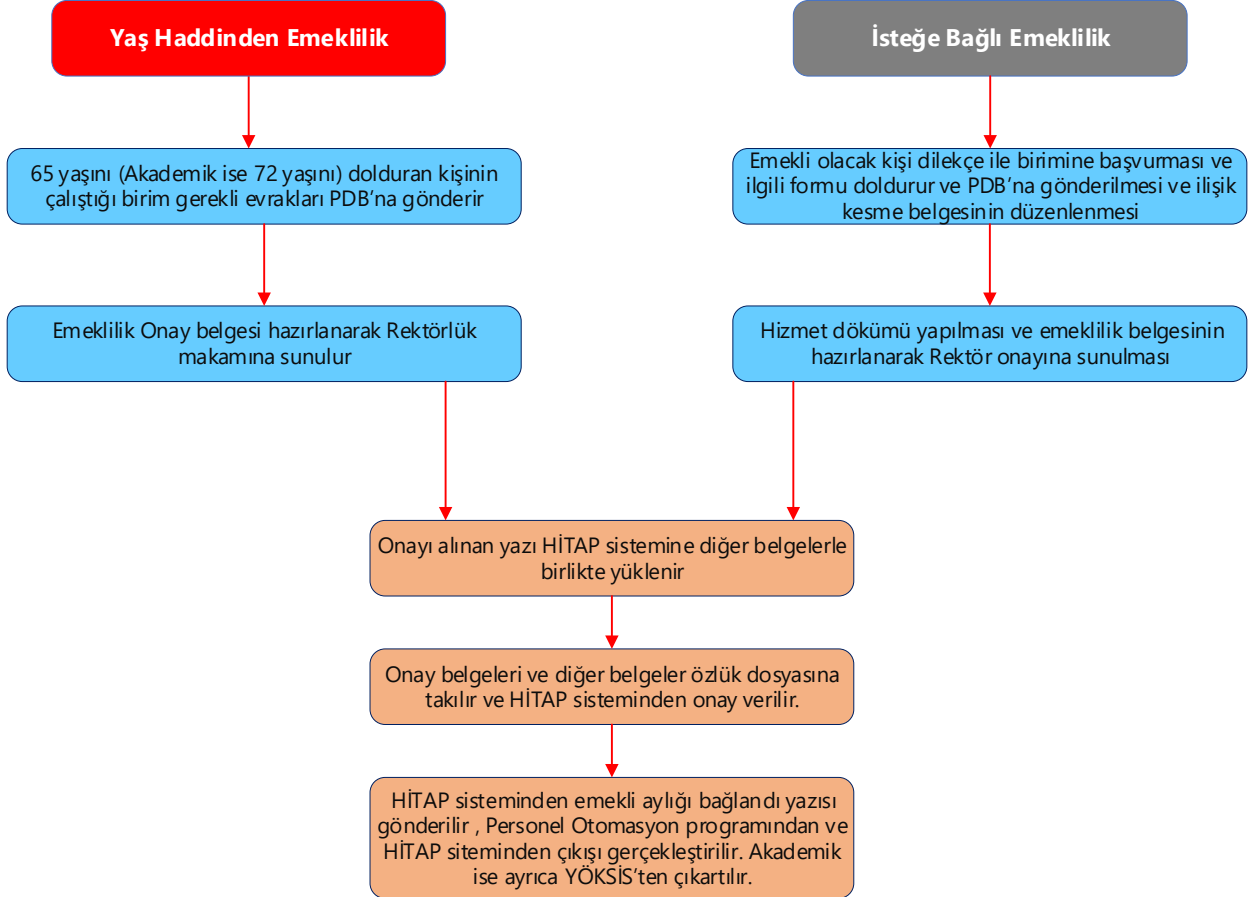 Yaş Haddinden Emeklilik
İsteğe Bağlı Emeklilik
65 yaşını (Akademik ise 72 yaşını) dolduran kişinin
çalıştığı birim gerekli evrakları PDB’na gönderir
Emekli olacak kişi dilekçe ile birimine başvurması ve
ilgili formu doldurur ve PDB’na gönderilmesi ve ilişik
kesme belgesinin düzenlenmesi
Emeklilik Onay belgesi hazırlanarak Rektörlük
makamına sunulur
Hizmet dökümü yapılması ve emeklilik belgesinin
hazırlanarak Rektör onayına sunulması
Onayı alınan yazı HİTAP sistemine diğer belgelerle
birlikte yüklenir
Onay belgeleri ve diğer belgeler özlük dosyasına
takılır ve HİTAP sisteminden onay verilir.
HİTAP sisteminden emekli aylığı bağlandı yazısı
gönderilir , Personel Otomasyon programından ve
HİTAP siteminden çıkışı gerçekleştirilir. Akademik
ise ayrıca YÖKSİS’ten çıkartılır.